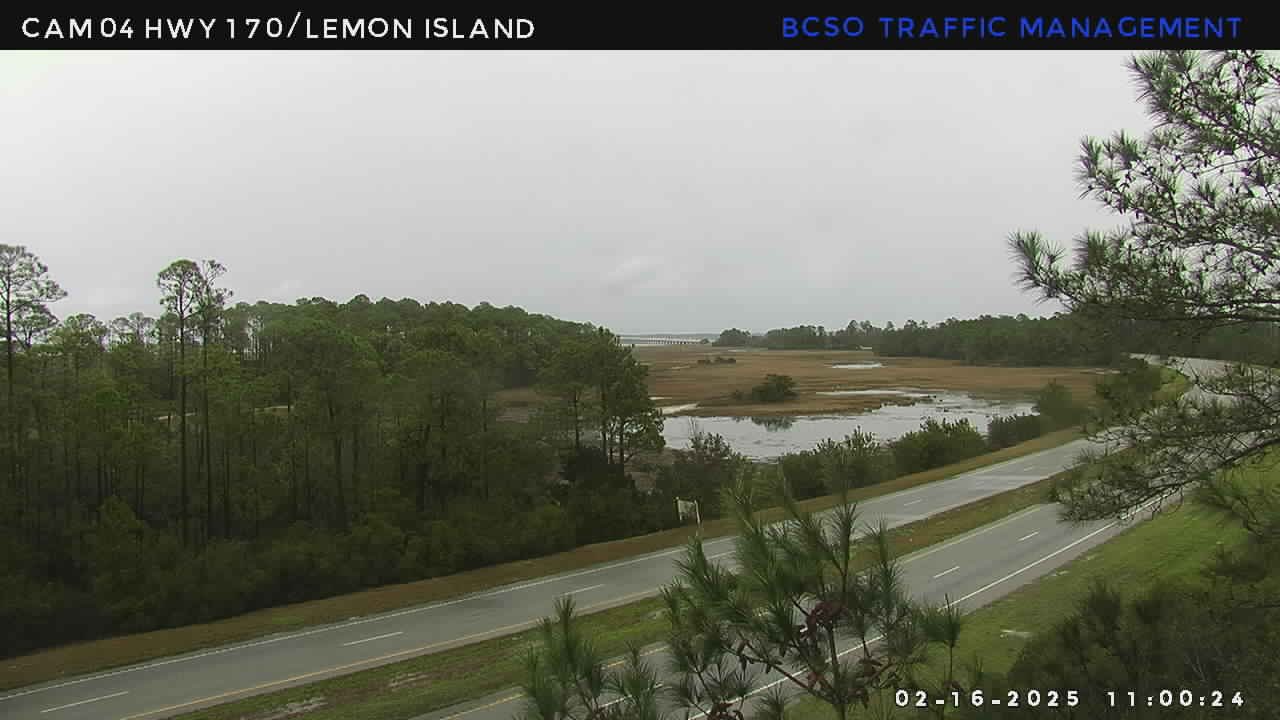 CAM04 HWY 170/LEMON ISLAND
BCSO TRAFFIC MANAGEMENT
02-16-2025 11:00:24